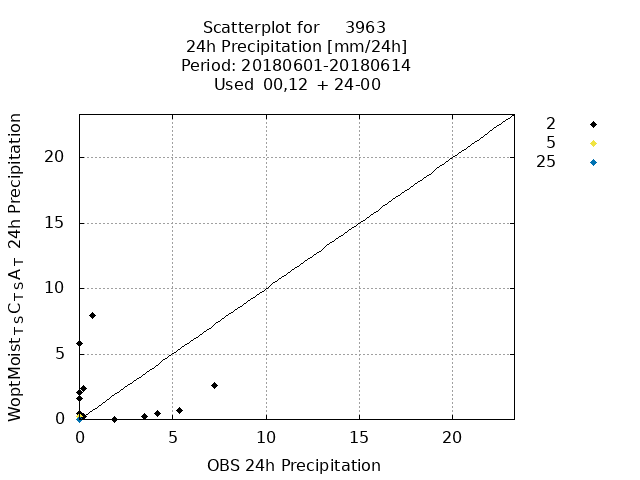 Scatterplot for 3963
24h Precipitation [mm/24h]
Period: 20180601-20180614
Used 00,12 + 24-00
2
5
25
WoptMoistTSCTSAT 24h Precipitation
20
15
10
5
0
0 5 10 15 20
OBS 24h Precipitation